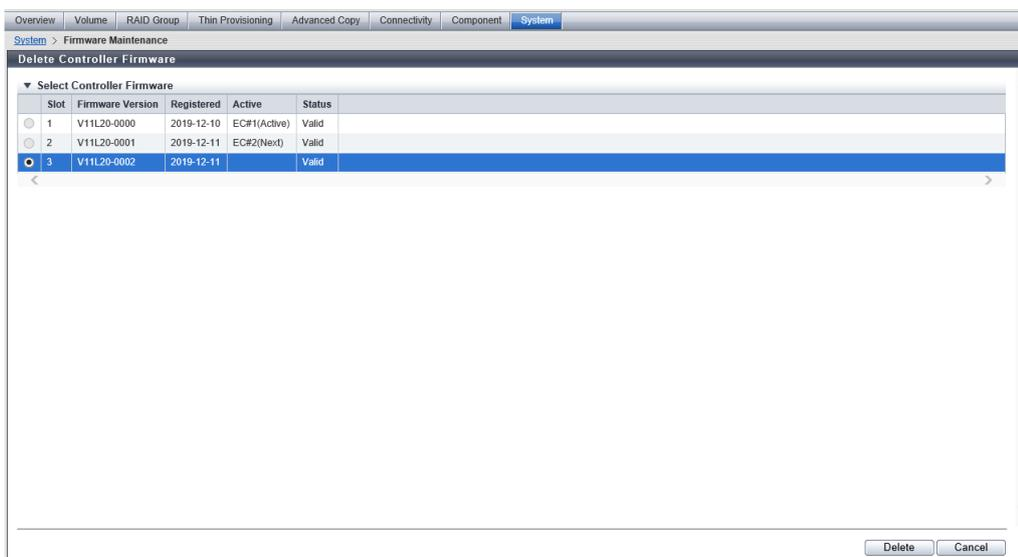 Overview Volume RAID Group Thin Provisioning Advanced Copy Connectivity Component System
System > Firmware Maintenance
Delete Controller Firmware
Select Controller Firmware
Slot Firmware Version Registered Active Status
1 V11L20-0000 2019-12-10 EC#1(Active) Valid
2 V11L20-0001 2019-12-11 EC#2(Next) Valid
3 V11L20-0002 2019-12-11 Valid
Delete Cancel